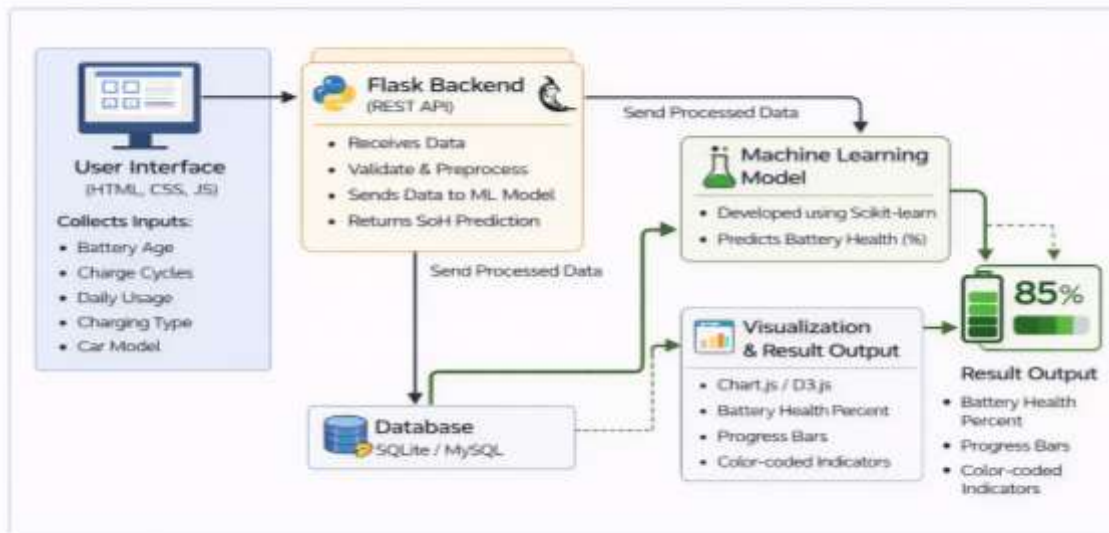 User Interface
(HTML, CSS, JS)
Collects Inputs:
• Battery Age
• Charge Cycles
• Daily Usage
• Charging Type
• Car Model
Flask Backend
(REST API)
• Receives Data
• Validate & Preprocess
• Sends Data to ML Model
• Returns SoH Prediction
Send Processed Data
Send Processed Data
Machine Learning
Model
• Developed using Scikit-learn
• Predicts Battery Health (%)
Database
SQLite / MySQL
Visualization
& Result Output
• Chart.js / D3.js
• Battery Health Percent
• Progress Bars
• Color-coded Indicators
85%
Result Output
• Battery Health
Percent
• Progress Bars
• Color-coded
Indicators